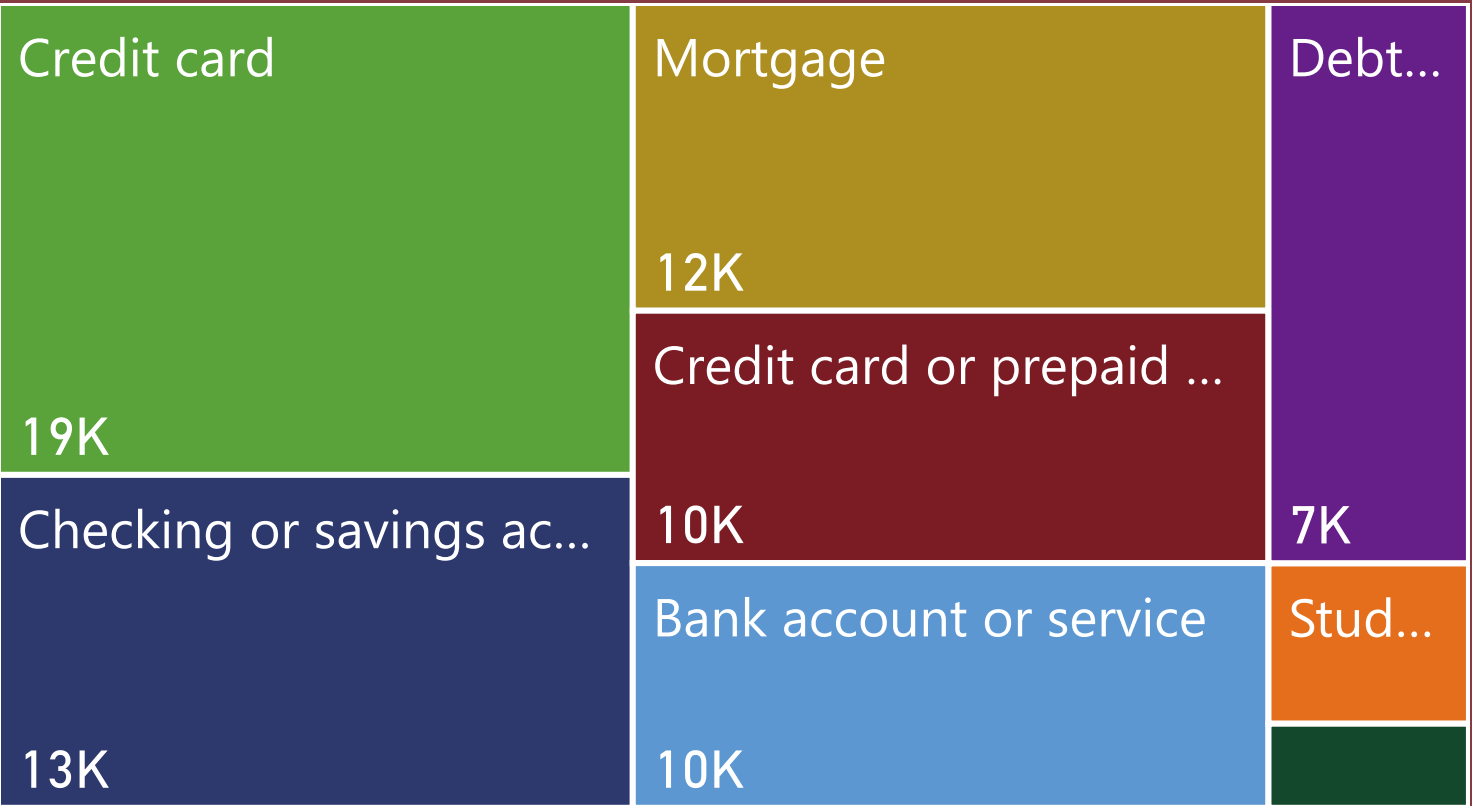 Credit card
19K
Checking or savings ac...
13K
Mortgage
12K
Credit card or prepaid ...
10K
Bank account or service
10K
Debt...
7K
Stud...